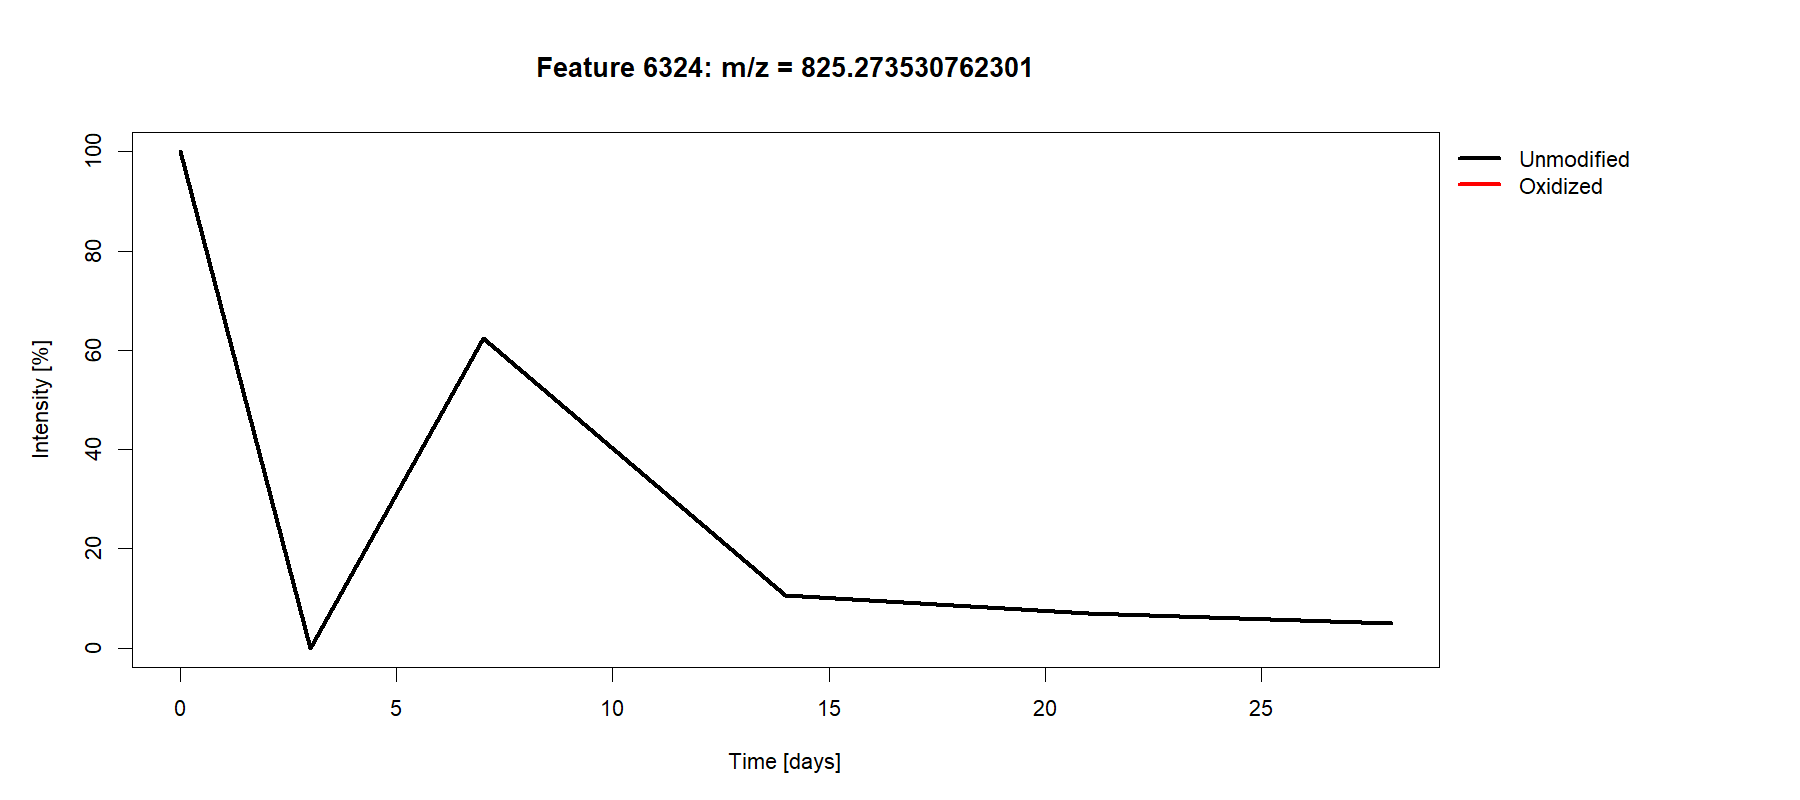 Feature 6324: m/z = 825.273530762301
Unmodified
Oxidized
Intensity [%]
100
80
60
40
20
0
0 5 10 15 20 25
Time [days]